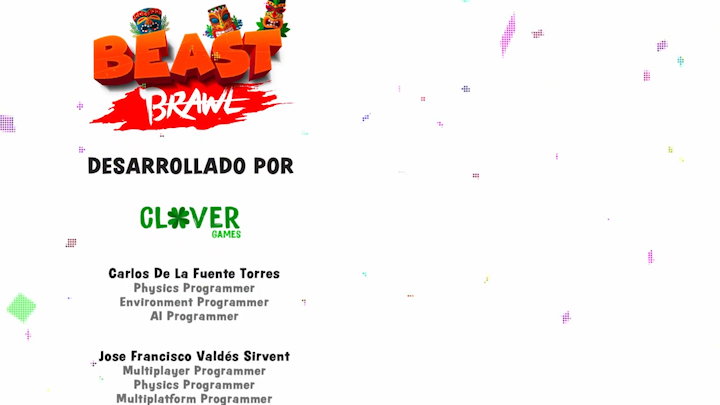 BEAST
BRAWL
DESARROLLADO POR
CLOVER
GAMES
Carlos De La Fuente Torres
Physics Programmer
Environment Programmer
AI Programmer
Jose Francisco Valdés Sirvent
Multiplayer Programmer
Physics Programmer
Multiplatform Programmer